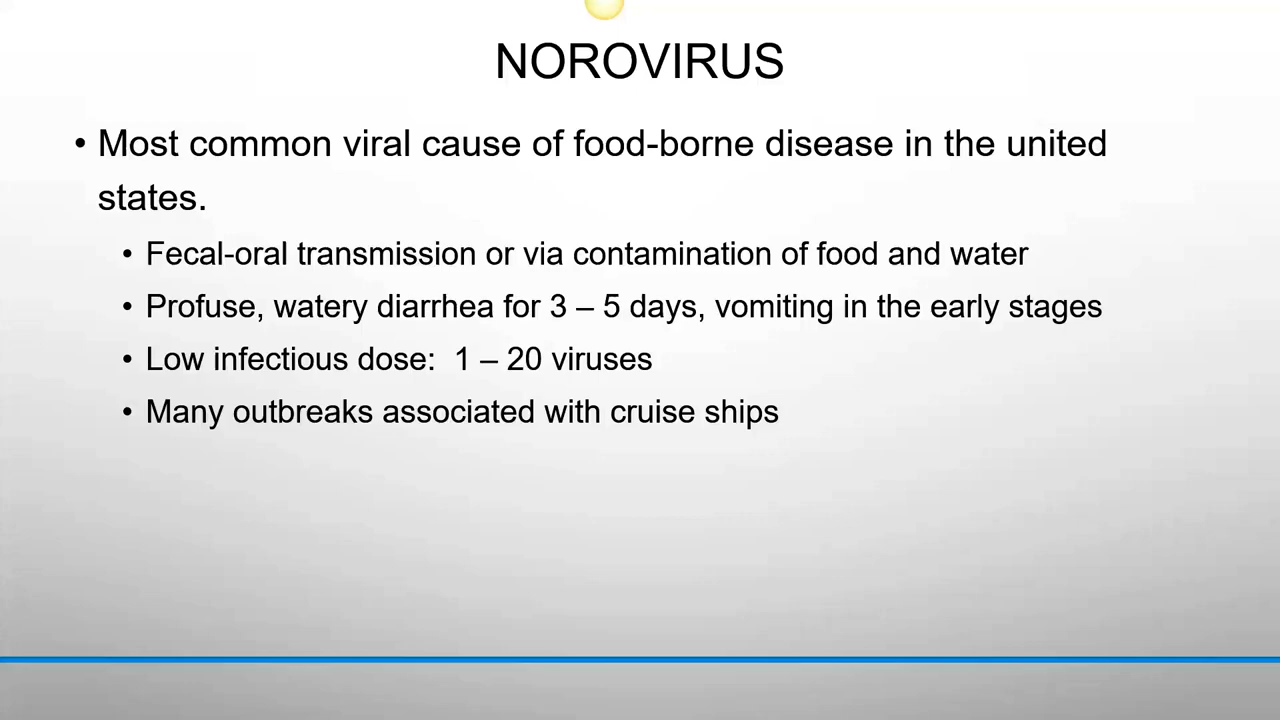 NOROVIRUS
• Most common viral cause of food-borne disease in the united
states.
• Fecal-oral transmission or via contamination of food and water
• Profuse, watery diarrhea for 3 – 5 days, vomiting in the early stages
• Low infectious dose:  1 – 20 viruses
• Many outbreaks associated with cruise ships